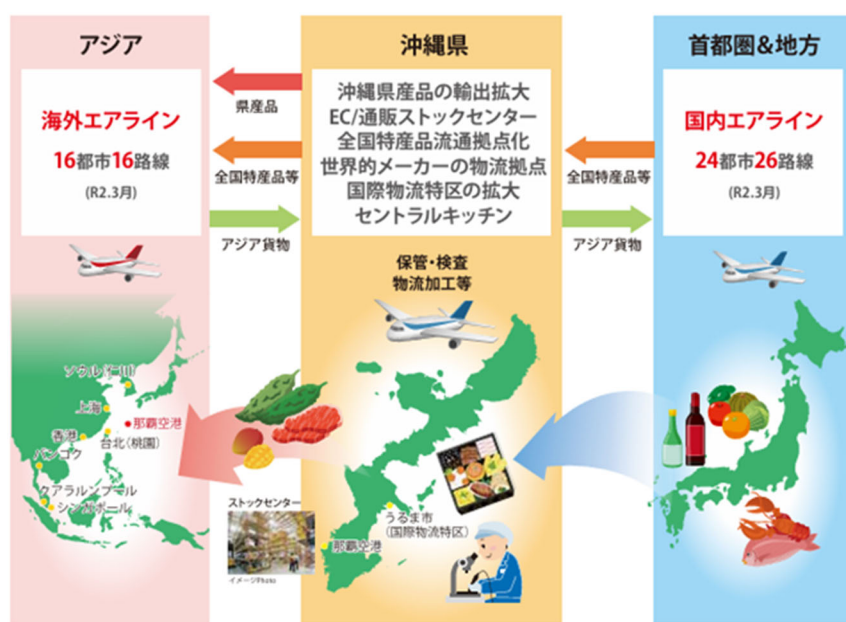 アジア
海外エアライン
16都市16路線
(R2.3月)
県産品
全国特産品等
アジア貨物
沖縄県
沖縄県産品の輸出拡大
EC/通販ストックセンター
全国特産品流通拠点化
世界的メーカーの物流拠点
国際物流特区の拡大
セントラルキッチン
保管・検査
物流加工等
全国特産品等
アジア貨物
首都圏&地方
国内エアライン
24都市26路線
(R2.3月)
ソウル(仁川)
上海
那覇空港
香港
台北(桃園)
バンコク
クアラルンプール
シンガポール
ストックセンター
イメージPhoto
うるま市
(国際物流特区)
那覇空港